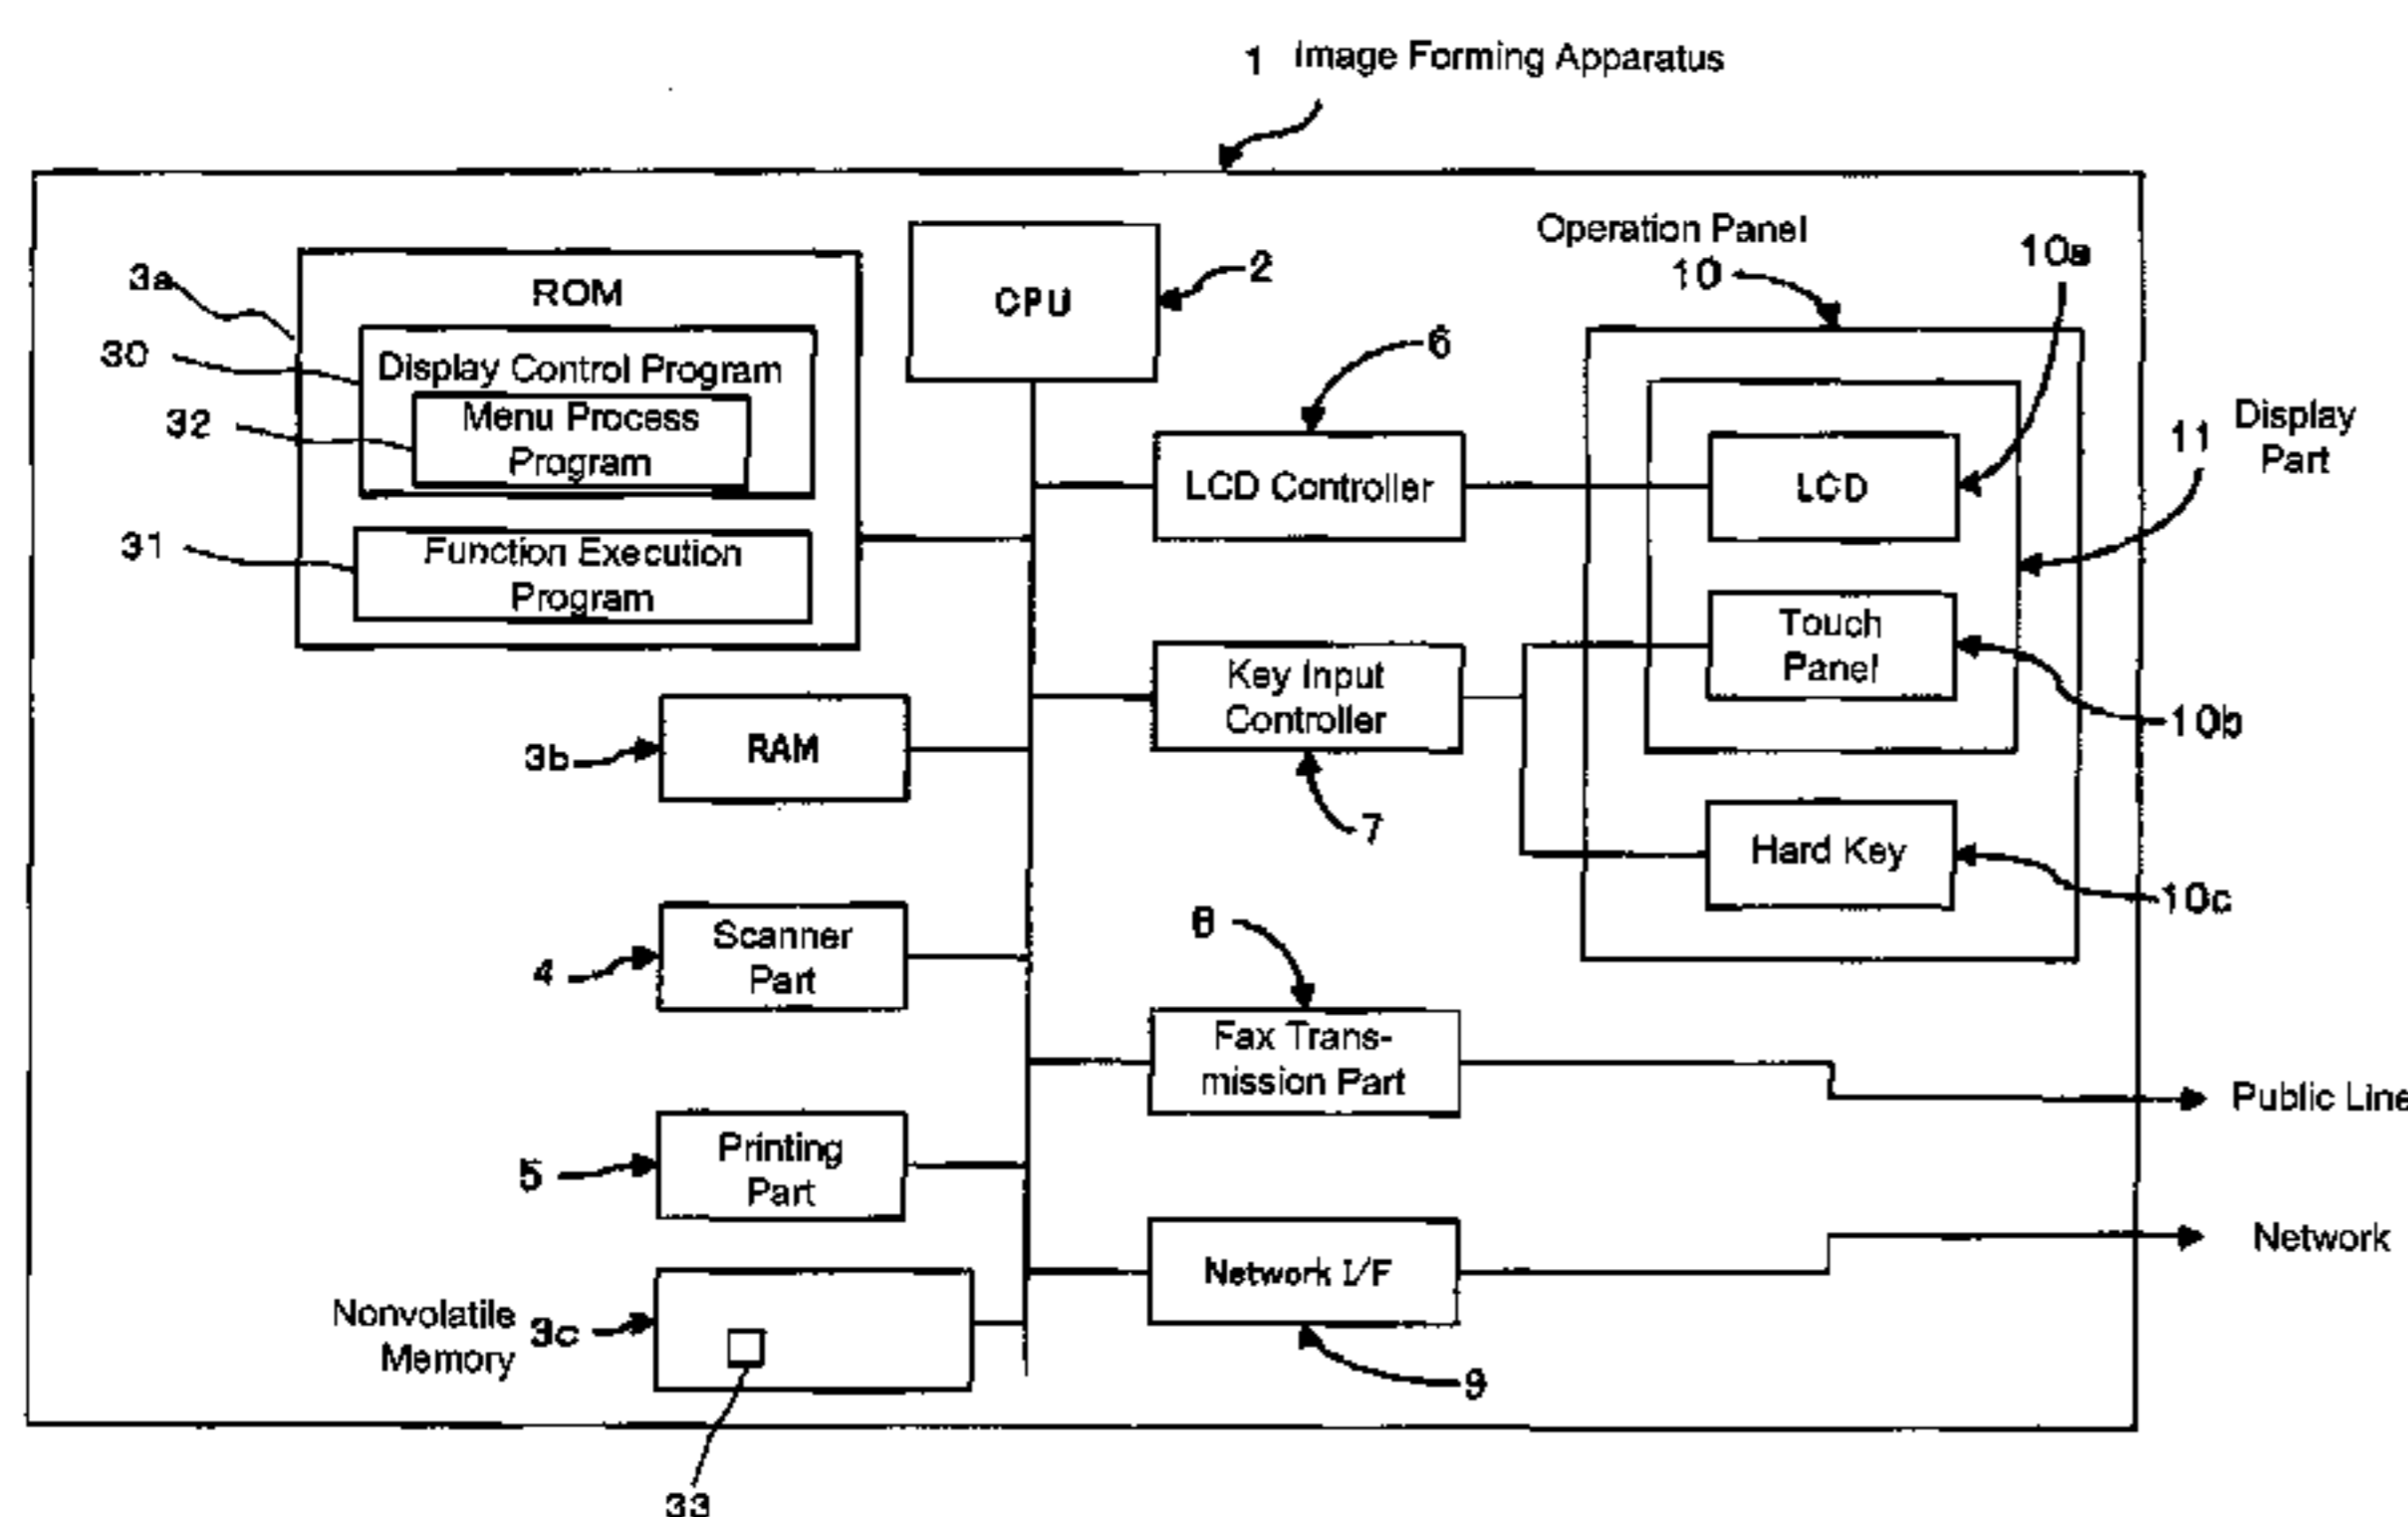 1 Image Forming Apparatus
Operation Panel
10
10a
3a
ROM
CPU
2
30
Display Control Program
6
32
Menu Process
Program
LCD Controller
LCD
11
Display
Part
31
Function Execution
Program
Key Input
Controller
Touch
Panel
10b
3b
RAM
7
Hard Key
10c
4
Scanner
Part
8
Fax Trans-
mission Part
Public Line
5
Printing
Part
Network I/F
Network
Nonvolatile
Memory
3c
9
33